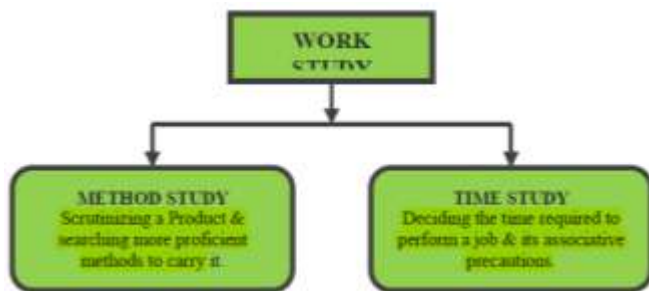 WORK
STUDY
METHOD STUDY
Scrutinizing a Product &
searching more proficient
methods to carry it
TIME STUDY
Deciding the time required to
perform a job & its associative
precautions.